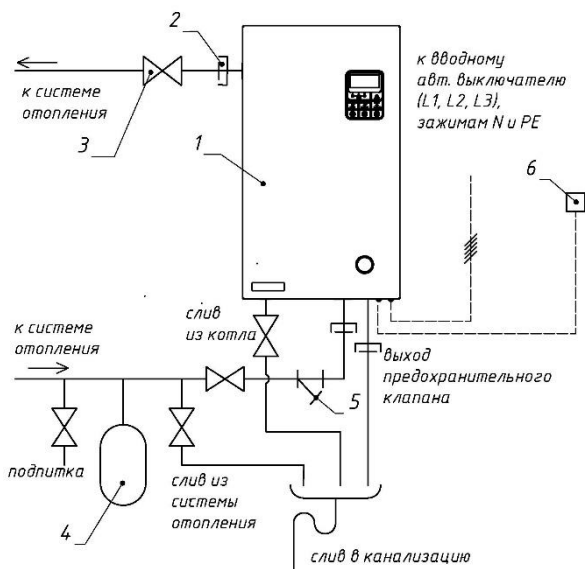 2
к вводному
авт. выключателю
(L1, L2, L3),
зажимам N и PE
к системе
отопления
3
1
6
слив
из котла
к системе
отопления
выход
предохранительного
клапана
5
подпитка
слив из
системы
отопления
4
слив в канализацию